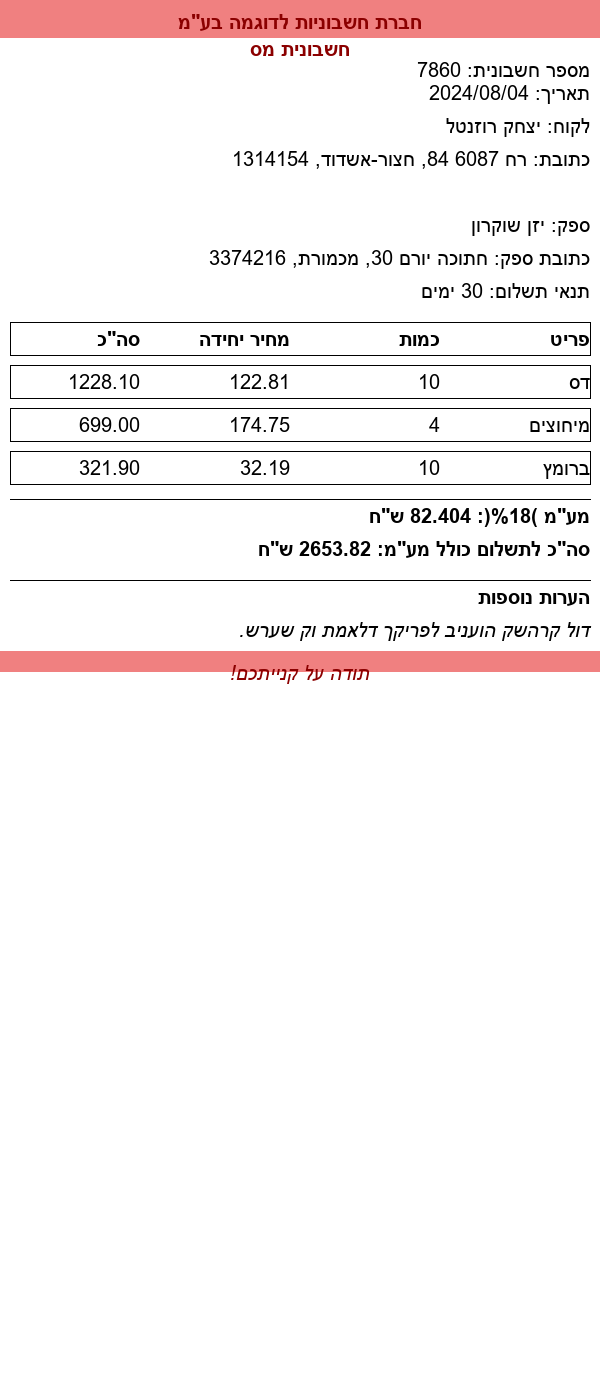 חברת חשבוניות לדוגמה בע"מ
חשבונית מס
מספר חשבונית: 7860
תאריך: 2024/08/04
לקוח: יצחק רוזנטל
כתובת: רח 6087 84, חצור-אשדוד, 1314154
ספק: יזן שוקרון
כתובת ספק: חתוכה יורם 30, מכמורת, 3374216
תנאי תשלום: 30 ימים
פריט כמות מחיר יחידה סה"כ
דס 10 122.81 1228.10
מיחוצים 4 174.75 699.00
ברומץ 10 32.19 321.90
מע"מ )18%(: 82.404 ש"ח
סה"כ לתשלום כולל מע"מ: 2653.82 ש"ח
הערות נוספות
דול קרהשק הועניב לפריקך דלאמת וק שערש.
תודה על קנייתכם!